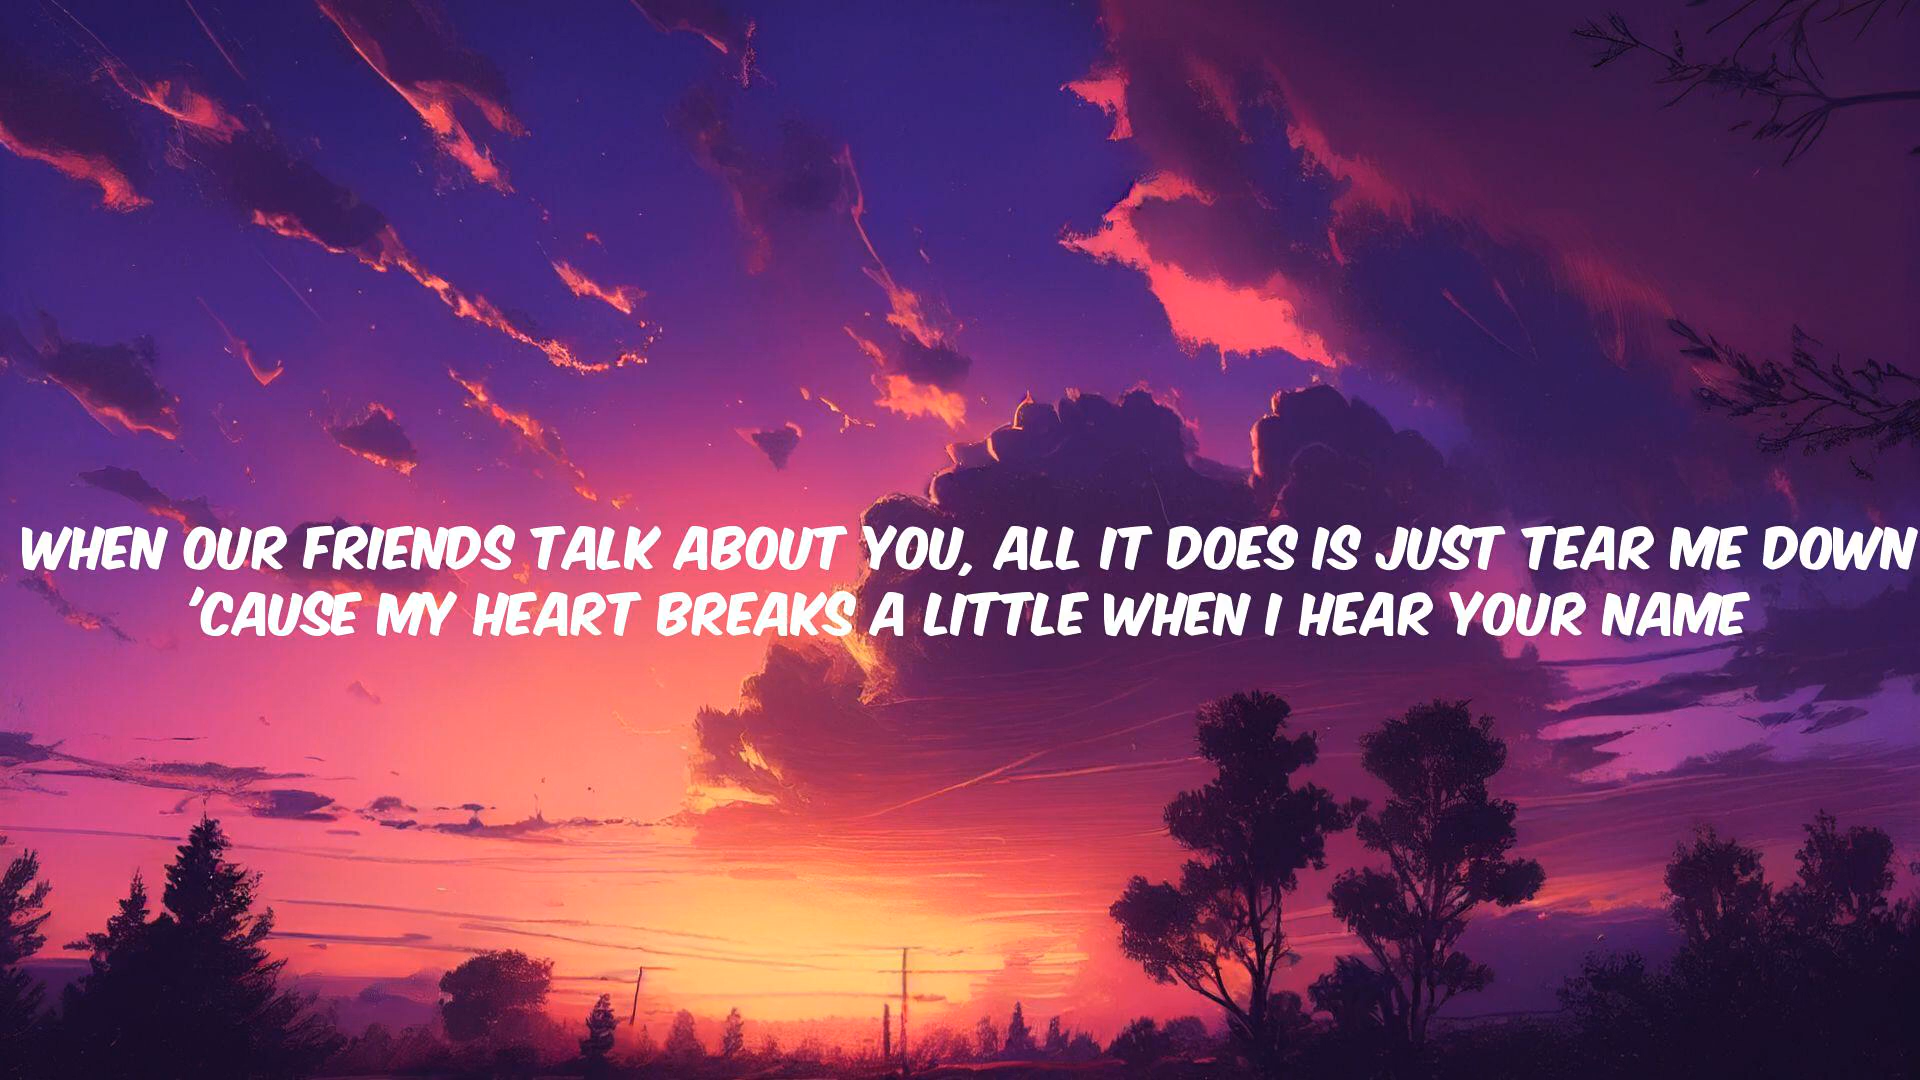 WHEN OUR FRIENDS TALK ABOUT YOU, ALL IT DOES IS JUST TEAR ME DOWN
'CAUSE MY HEART BREAKS A LITTLE WHEN I HEAR YOUR NAME